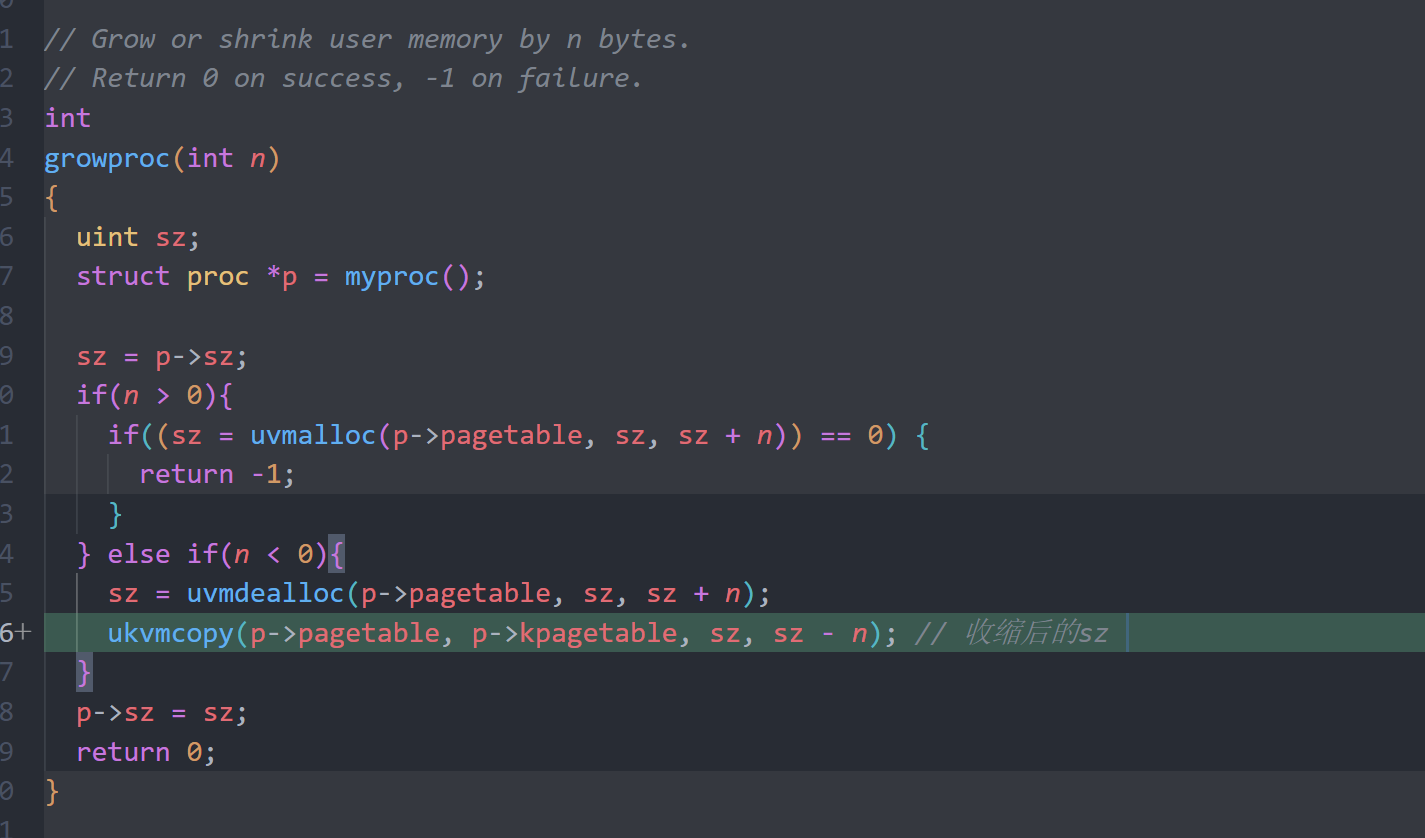 0
1 // Grow or shrink user memory by n bytes.
2 // Return 0 on success, -1 on failure.
3 int
4 growproc(int n)
5 {
6   uint sz;
7   struct proc *p = myproc();
8
9   sz = p->sz;
0   if(n > 0){
1     if((sz = uvmalloc(p->pagetable, sz, sz + n)) == 0) {
2       return -1;
3     }
4   } else if(n < 0){
5     sz = uvmdealloc(p->pagetable, sz, sz + n);
6+    ukvmcopy(p->pagetable, p->kpagetable, sz, sz - n); // 收缩后的sz
7   }
8   p->sz = sz;
9   return 0;
0 }
1